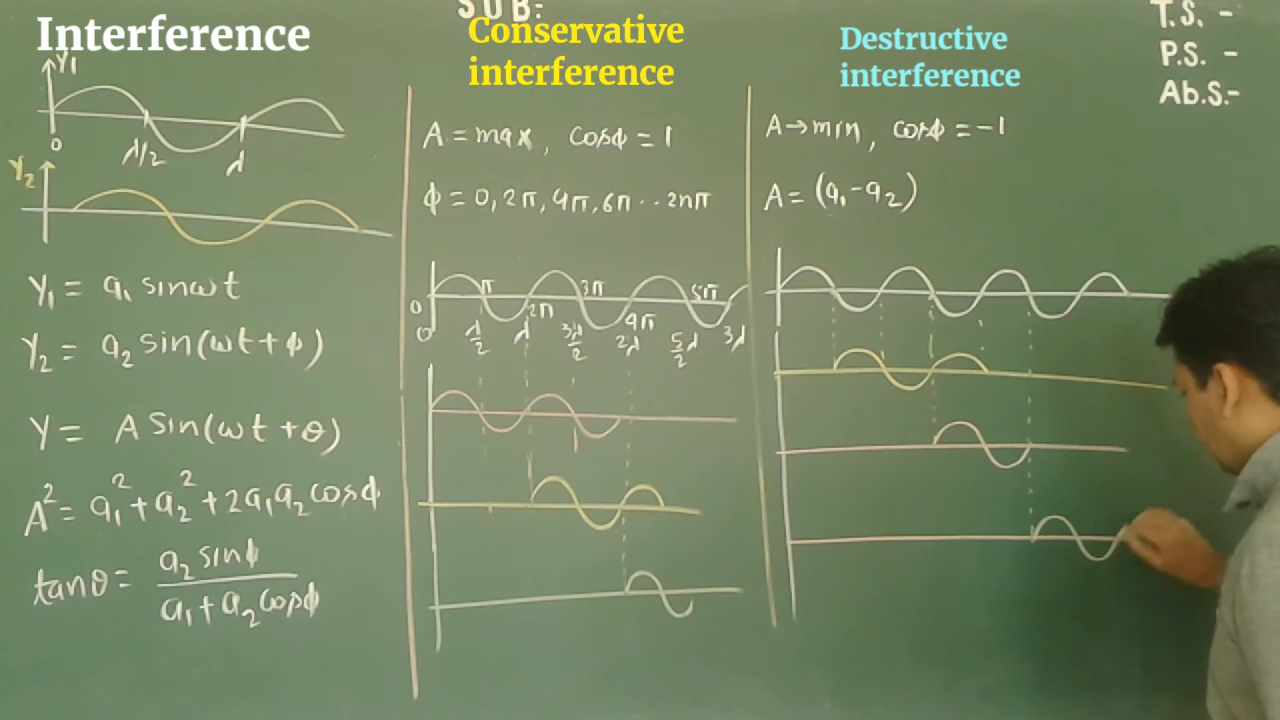 SUB:
T.S. -
P.S. -
Ab.S.-
Interference
Y1
0
λ/2
λ
Y2
Y1 = a1 sinωt
Y2 = a2 sin(ωt + ϕ)
Y = A Sin(ωt + θ)
A² = a1² + a2² + 2a1a2 cosϕ
tanθ = a2 sinϕ / a1 + a2 cosϕ
Conservative
interference
A = max, cosϕ = 1
ϕ = 0, 2π, 4π, 6π .. 2nπ
0 π 2π 3π 4π 5π
0 λ/2 λ 3λ/2 2λ 5/2 λ 3λ
Destructive
interference
A → min, cosϕ = -1
A = (a1 - a2)